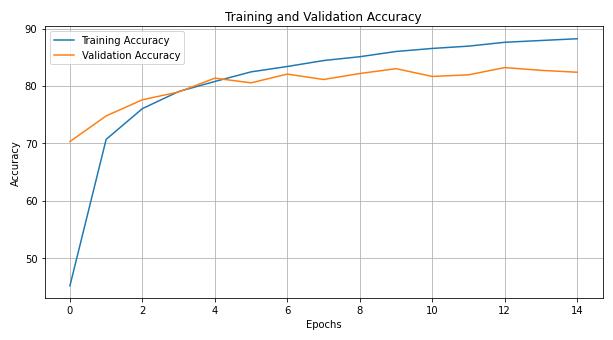 Training and Validation Accuracy
Training Accuracy
Validation Accuracy
Accuracy
90
80
70
60
50
0 2 4 6 8 10 12 14
Epochs